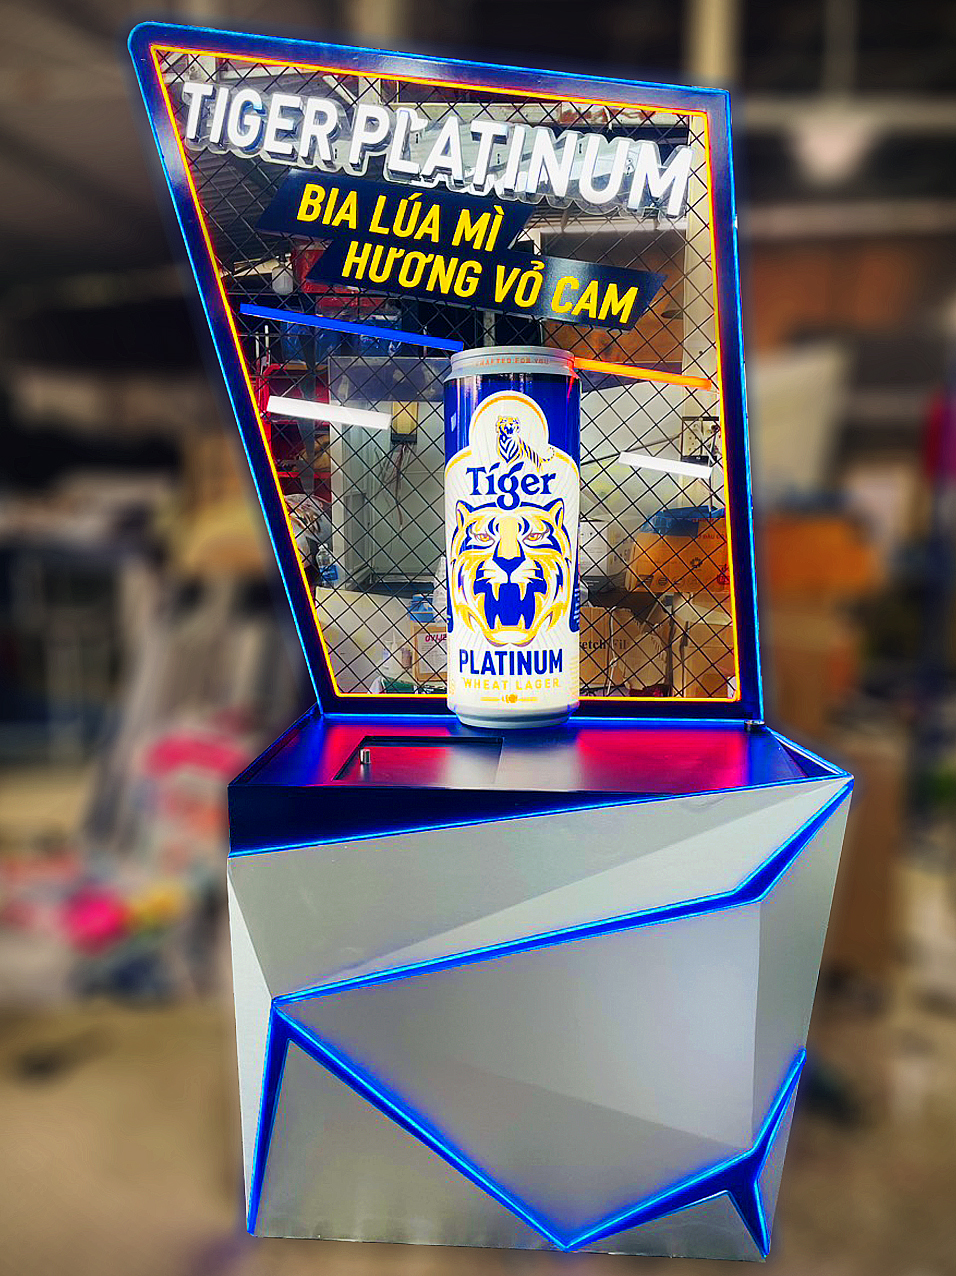 TIGER PLATINUM
BIA LÚA MÌ
HƯƠNG VỎ CAM
CRAFTED FOR YOU
Tiger
PLATINUM
WHEAT LAGER